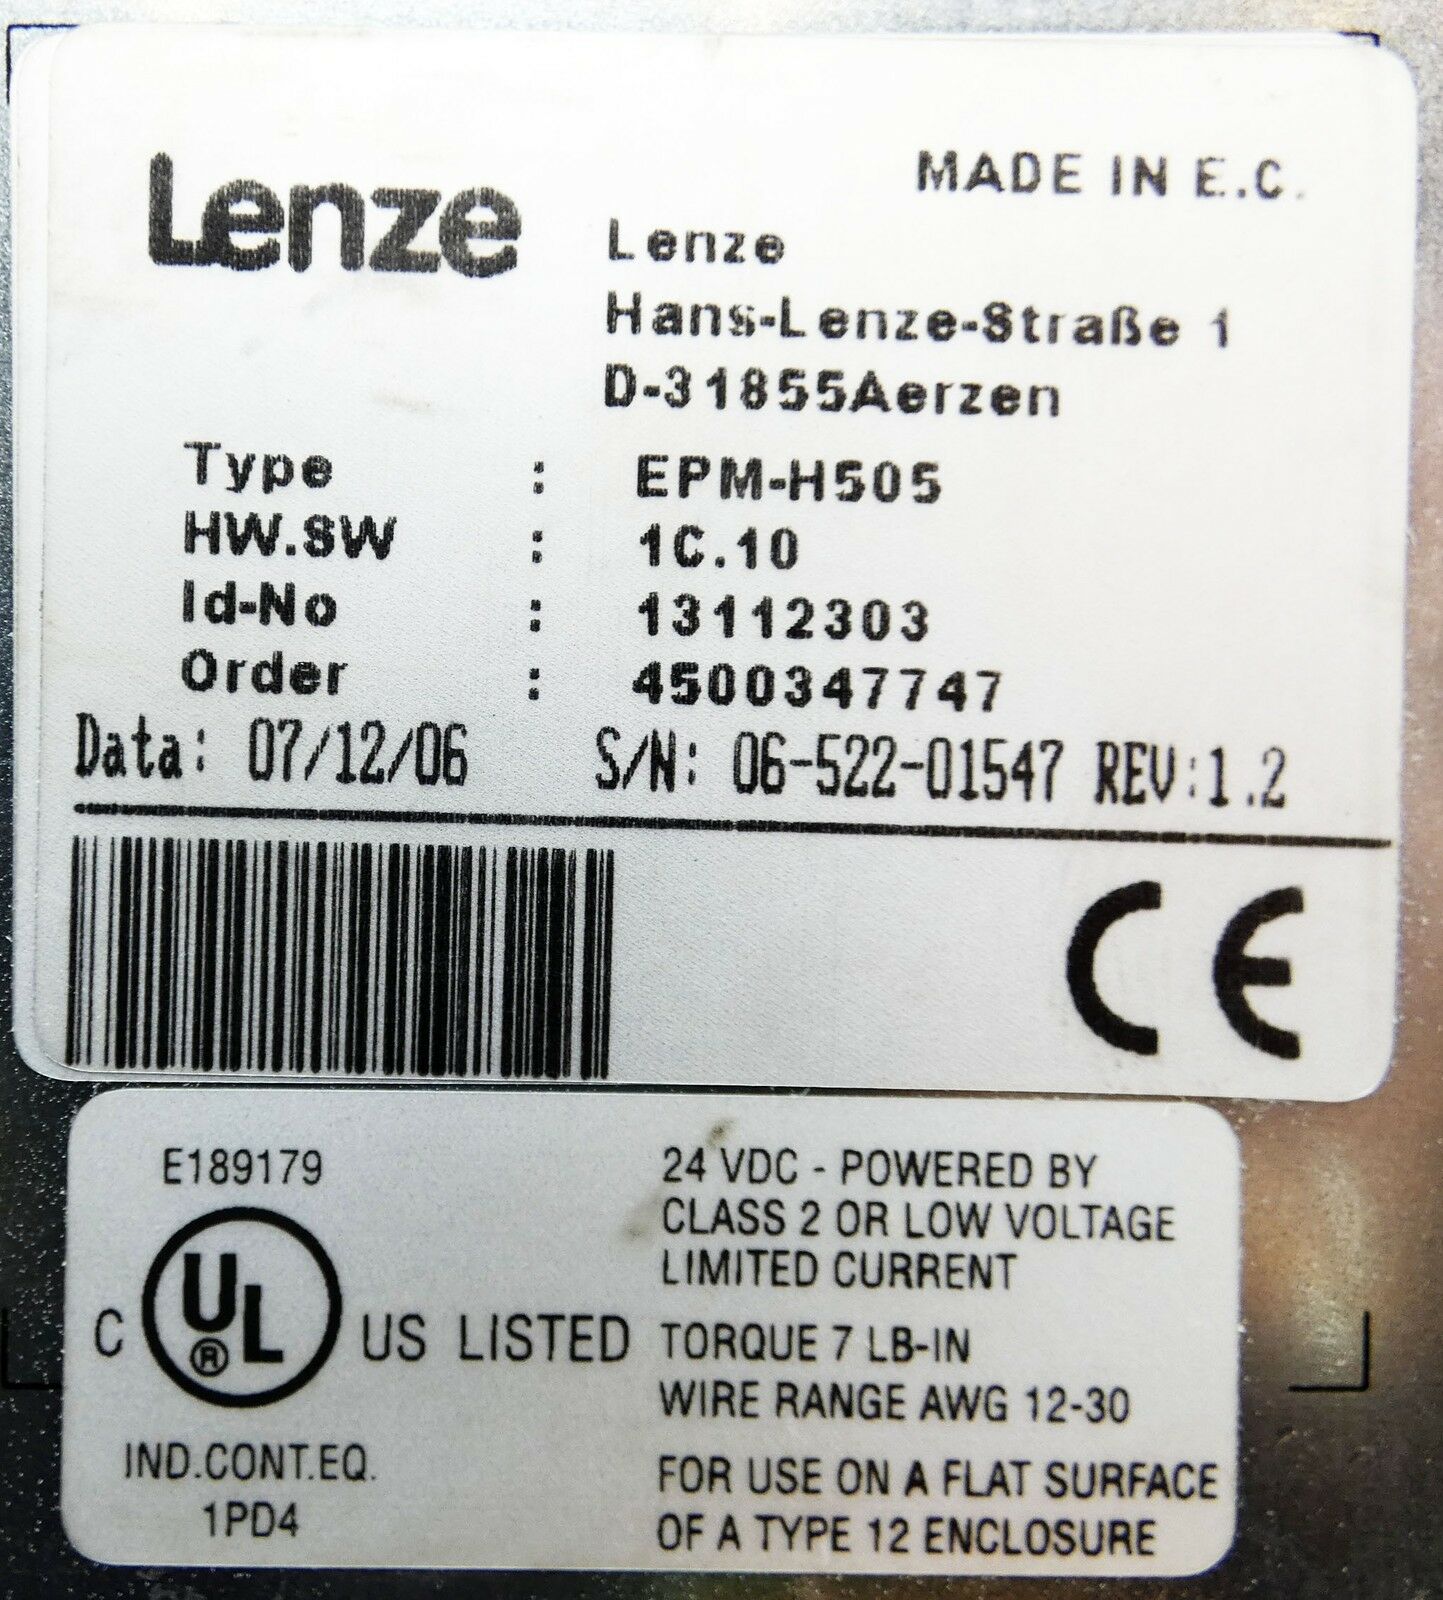 Lenze
MADE IN E.C.
Lenze
Hans-Lenze-Straße 1
D-31855Aerzen
Type : EPM-H505
HW.SW : 1C.10
Id-No : 13112303
Order : 4500347747
Data: 07/12/06 S/N: 06-522-01547 REV:1.2
CE
E189179
C UL ® US LISTED
IND.CONT.EQ.
1PD4
24 VDC - POWERED BY
CLASS 2 OR LOW VOLTAGE
LIMITED CURRENT
TORQUE 7 LB-IN
WIRE RANGE AWG 12-30
FOR USE ON A FLAT SURFACE
OF A TYPE 12 ENCLOSURE